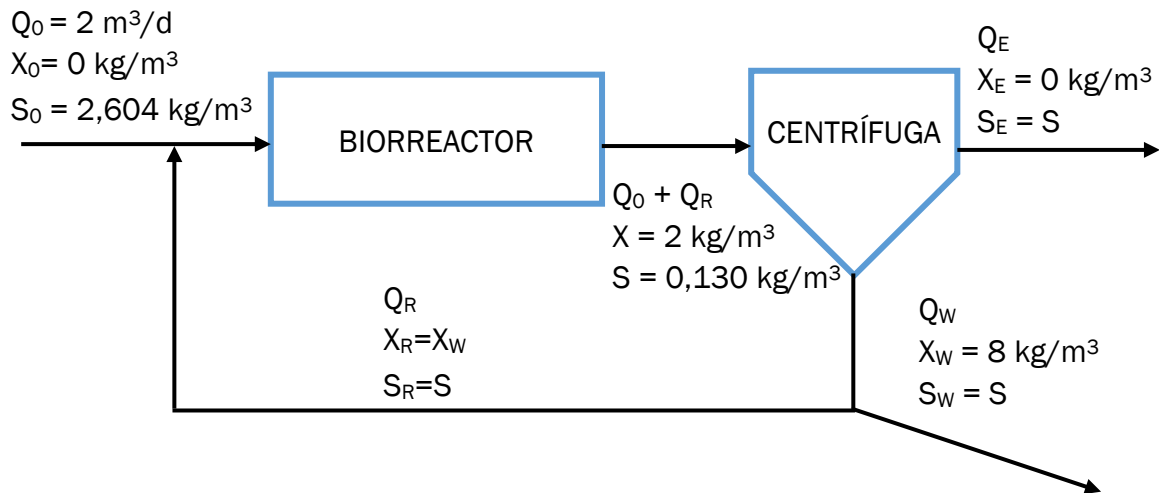 Q₀ = 2 m³/d
X₀= 0 kg/m³
S₀ = 2,604 kg/m³
BIORREACTOR
CENTRÍFUGA
Q_E
X_E = 0 kg/m³
S_E = S
Q₀ + Q_R
X = 2 kg/m³
S = 0,130 kg/m³
Q_R
X_R=X_W
S_R=S
Q_W
X_W = 8 kg/m³
S_W = S